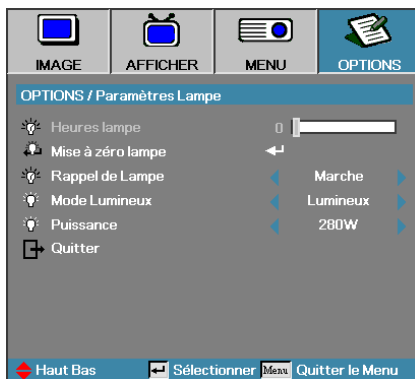 IMAGE AFFICHER MENU OPTIONS
OPTIONS / Paramètres Lampe
Heures lampe 0
Mise à zéro lampe
Rappel de Lampe Marche
Mode Lumineux Lumineux
Puissance 280W
Quitter
Haut Bas Sélectionner Menu Quitter le Menu